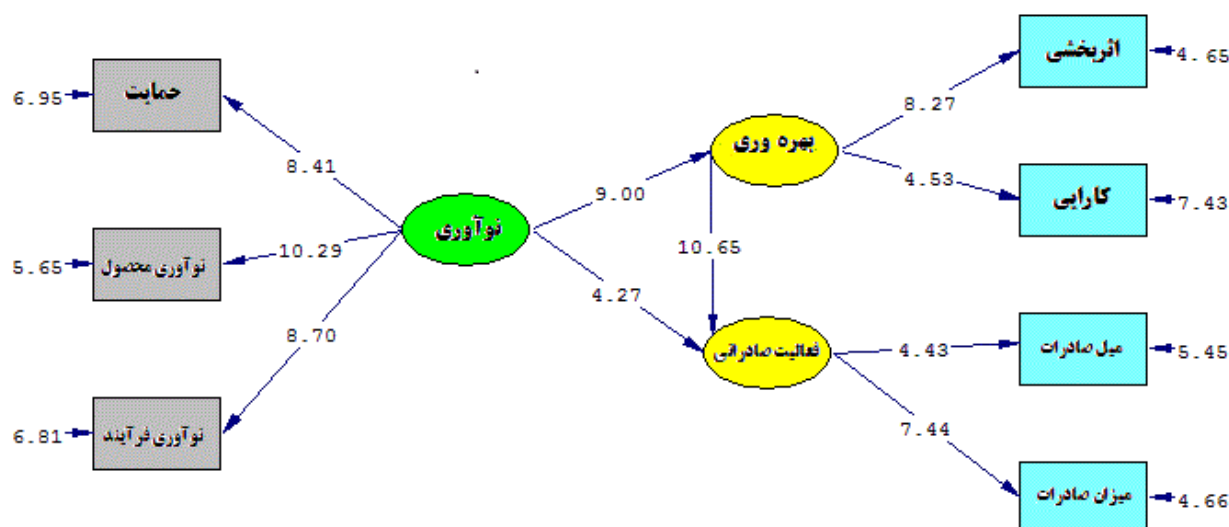 حمایت
6.95
8.41
نوآوری محصول
5.65
10.29
نوآوری فرآیند
6.81
8.70
نوآوری
9.00
4.27
بهره وری
10.65
فعالیت صادراتی
8.27
4.53
4.43
7.44
اثربخشی
4.65
کارایی
7.43
میل صادرات
5.45
میزان صادرات
4.66